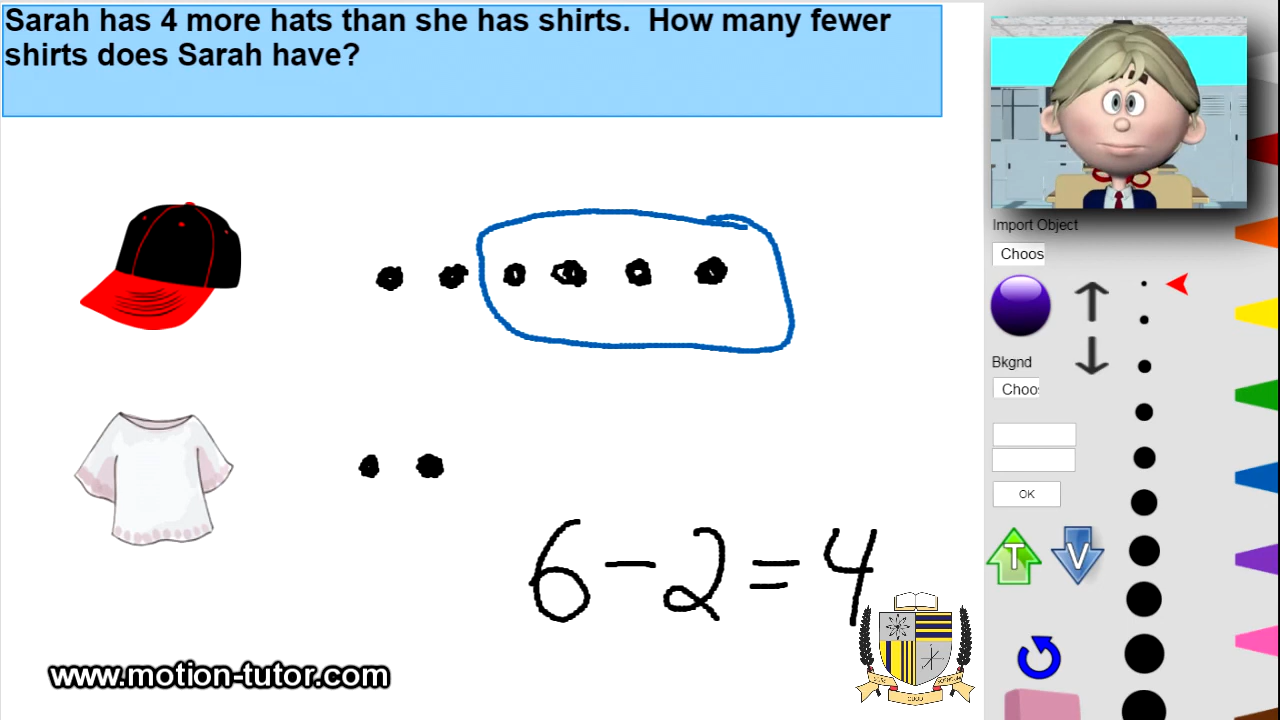 Sarah has 4 more hats than she has shirts.  How many fewer
shirts does Sarah have?
Import Object
Choos
Bkgnd
Choo
6 - 2 = 4
OK
T
V
www.motion-tutor.com